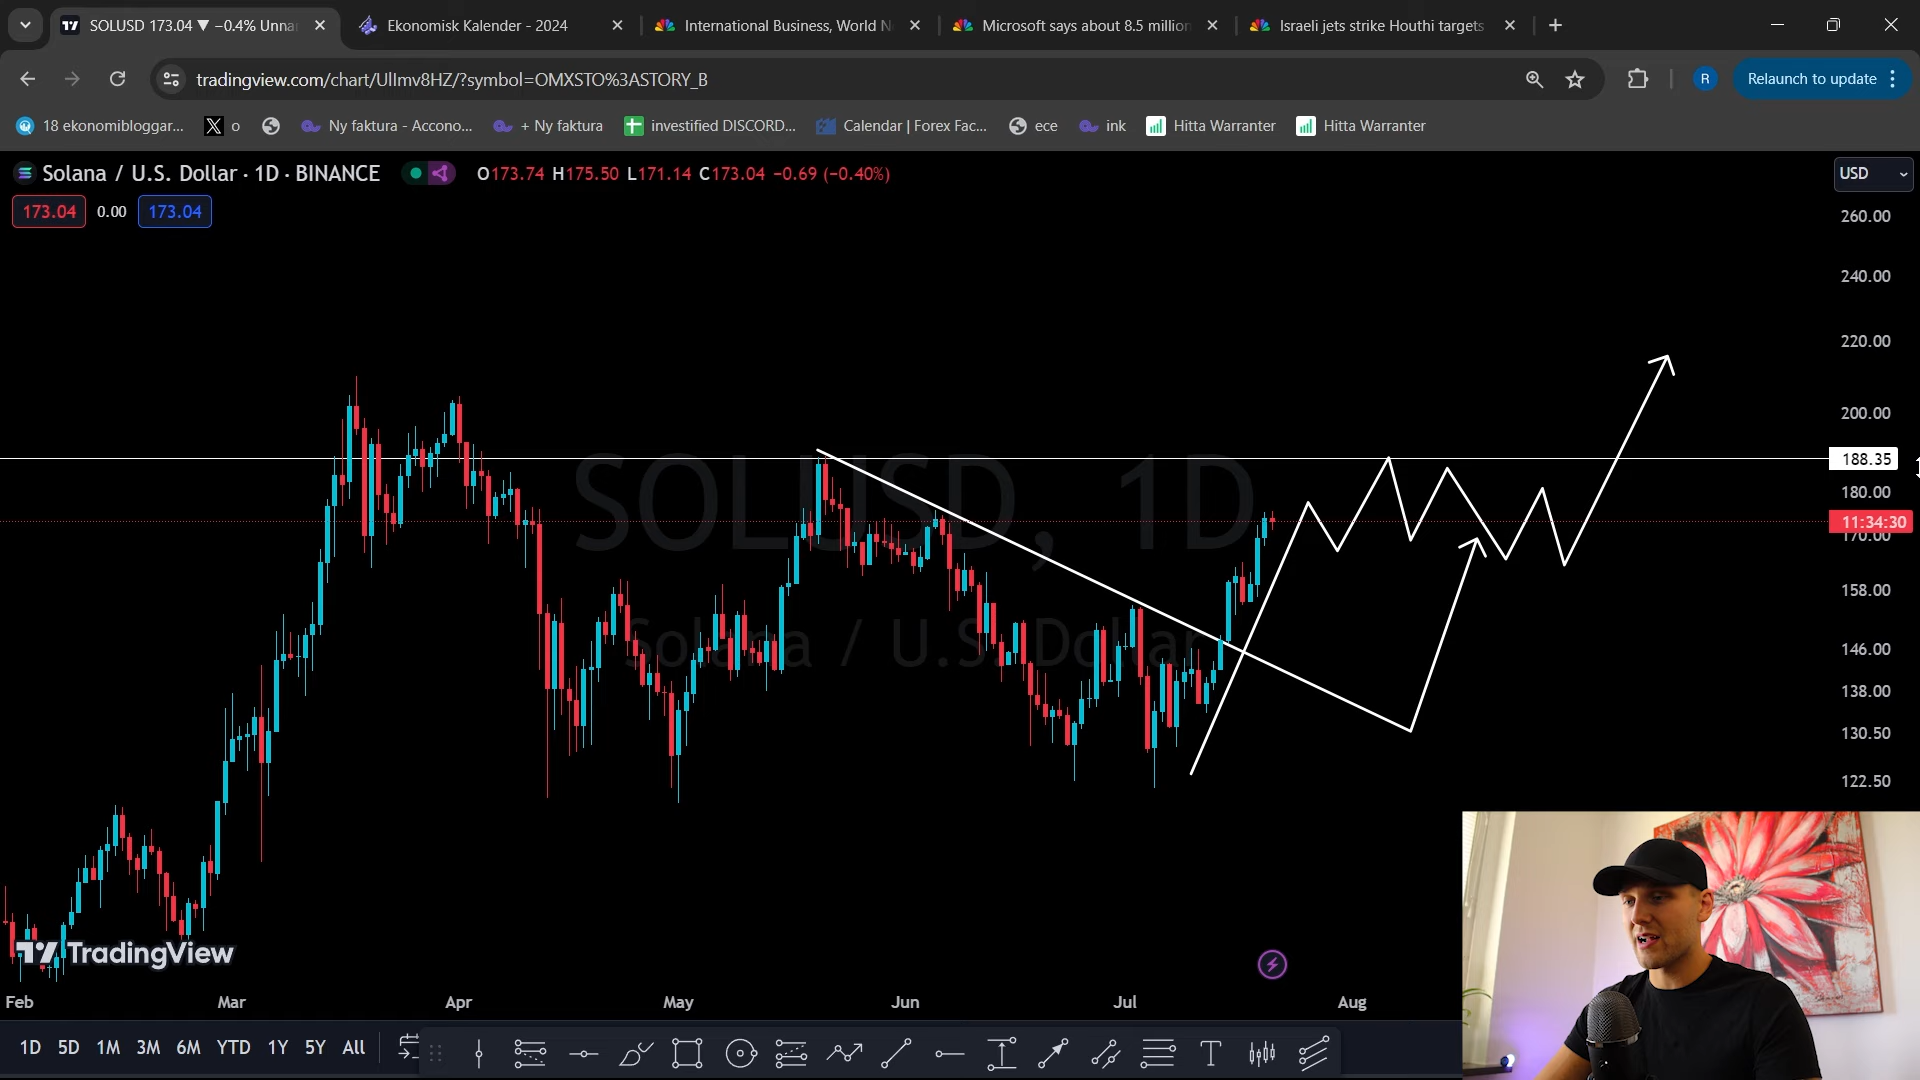 SOLUSD 173.04 ▼ −0.4% Unna
Ekonomisk Kalender - 2024
International Business, World N
Microsoft says about 8.5 million
Israeli jets strike Houthi targets
tradingview.com/chart/UlImv8HZ/?symbol=OMXSTO%3ASTORY_B
R
Relaunch to update
18 ekonomibloggar...
o
Ny faktura - Accono...
+ Ny faktura
investified DISCORD...
Calendar | Forex Fac...
ece
ink
Hitta Warranter
Hitta Warranter
Solana / U.S. Dollar · 1D · BINANCE
O173.74 H175.50 L171.14 C173.04 −0.69 (−0.40%)
USD
173.04
0.00
173.04
260.00
240.00
220.00
200.00
188.35
180.00
11:34:30
170.00
158.00
146.00
138.00
130.50
122.50
SOLUSD, 1D
Solana / U.S. Dollar
TradingView
Feb
Mar
Apr
May
Jun
Jul
Aug
1D
5D
1M
3M
6M
YTD
1Y
5Y
All
T